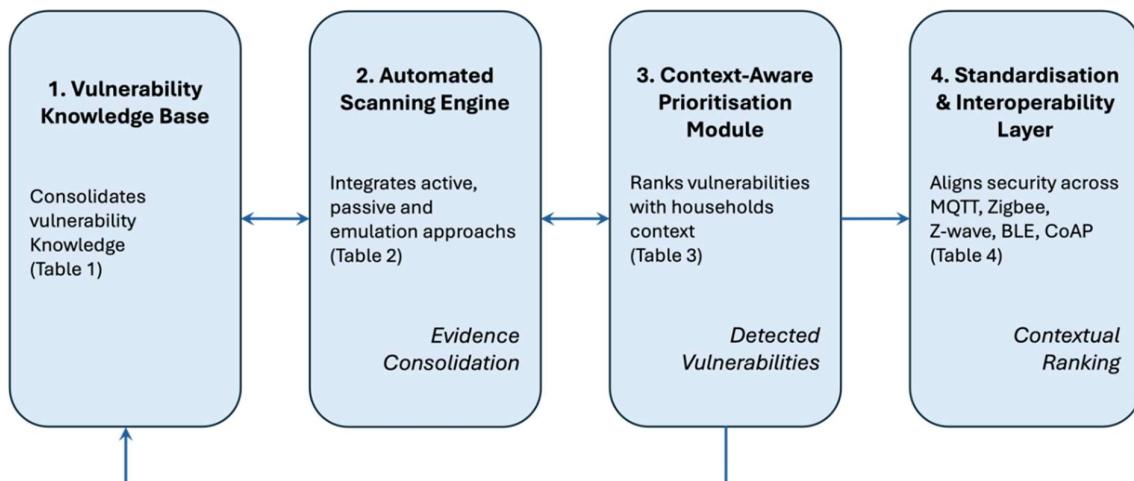 1. Vulnerability
Knowledge Base
Consolidates
vulnerability
Knowledge
(Table 1)
2. Automated
Scanning Engine
Integrates active,
passive and
emulation approachs
(Table 2)
Evidence
Consolidation
3. Context-Aware
Prioritisation
Module
Ranks vulnerabilities
with households
context
(Table 3)
Detected
Vulnerabilities
4. Standardisation
& Interoperability
Layer
Aligns security across
MQTT, Zigbee,
Z-wave, BLE, CoAP
(Table 4)
Contextual
Ranking